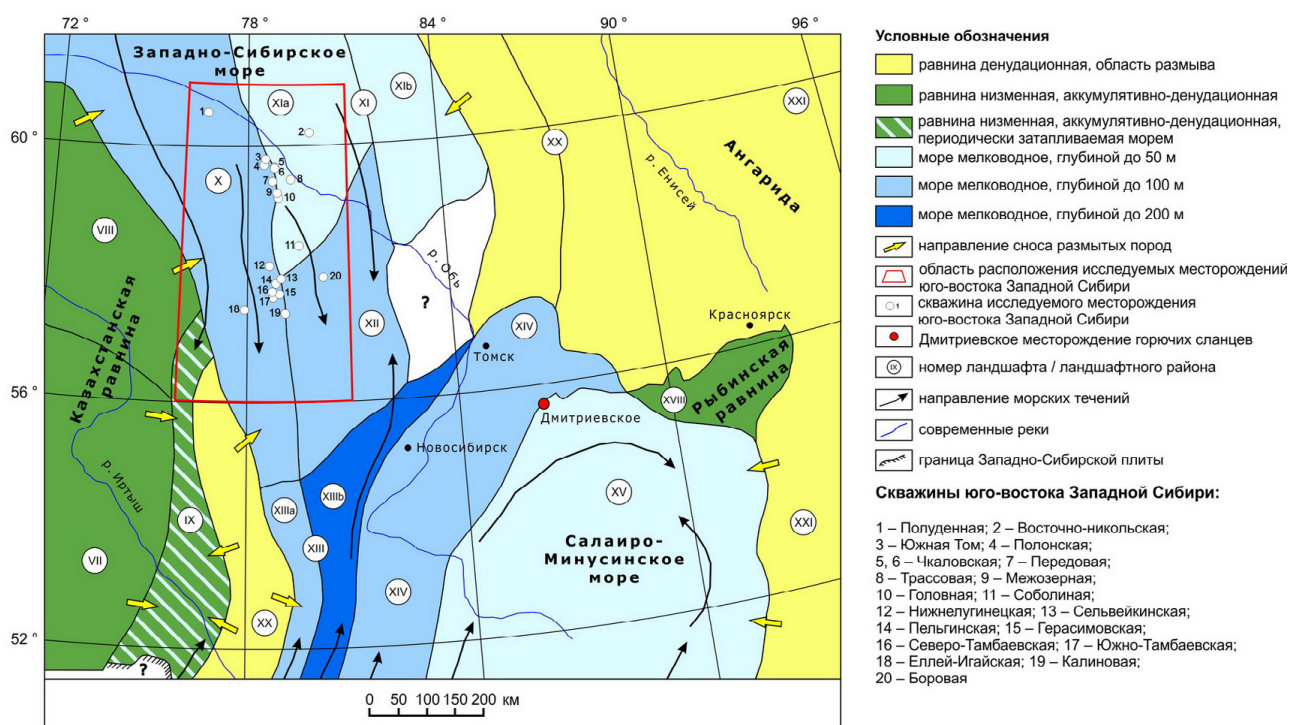 72 °
78 °
84 °
90 °
96 °
60 °
56 °
52 °
Западно-Сибирское
море
XIa
XI
XIb
XX
XXI
1
2
3
4
5
6
7
8
9
10
11
12
13
14
15
16
17
18
19
20
X
VIII
XII
XIV
XVIII
IX
VII
XIIIa
XIIIb
XIII
XIV
XV
XX
XXI
?
?
р. Енисей
Ангарида
р. Обь
Казахстанская
равнина
р. Иртыш
Красноярск
Томск
Рыбинская
равнина
Дмитриевское
Новосибирск
Салаиро-
Минусинское
море
0 50 100 150 200 км
Условные обозначения
равнина денудационная, область размыва
равнина низменная, аккумулятивно-денудационная
равнина низменная, аккумулятивно-денудационная,
периодически затапливаемая морем
море мелководное, глубиной до 50 м
море мелководное, глубиной до 100 м
море мелководное, глубиной до 200 м
направление сноса размытых пород
область расположения исследуемых месторождений
юго-востока Западной Сибири
1
скважина исследуемого месторождения
юго-востока Западной Сибири
Дмитриевское месторождение горючих сланцев
IX
номер ландшафта / ландшафтного района
направление морских течений
современные реки
граница Западно-Сибирской плиты
Скважины юго-востока Западной Сибири:
1 – Полуденная; 2 – Восточно-никольская;
3 – Южная Том; 4 – Полонская;
5, 6 – Чкаловская; 7 – Передовая;
8 – Трассовая; 9 – Межозерная;
10 – Головная; 11 – Соболиная;
12 – Нижнелугинецкая; 13 – Сельвейкинская;
14 – Пельгинская; 15 – Герасимовская;
16 – Северо-Тамбаевская; 17 – Южно-Тамбаевская;
18 – Еллей-Игайская; 19 – Калиновая;
20 – Боровая